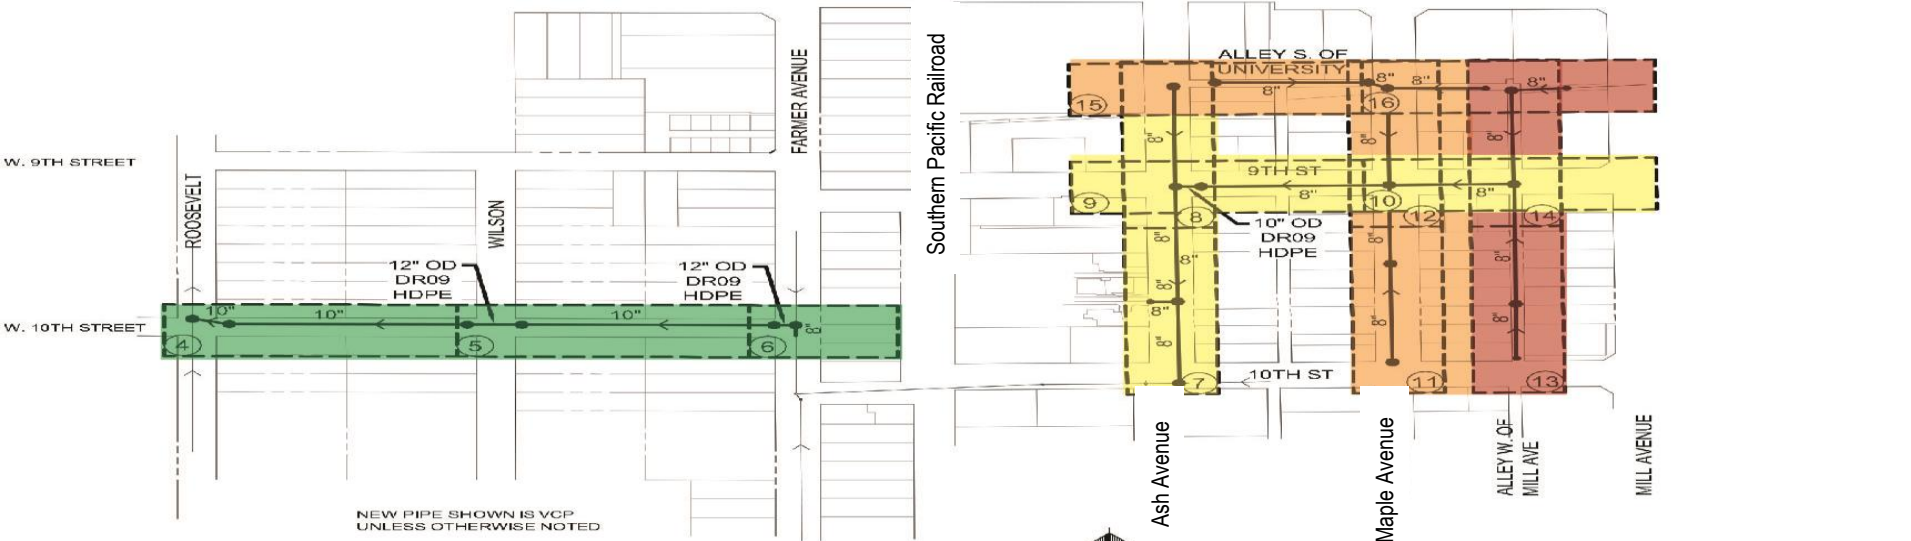 W. 9TH STREET
ROOSEVELT
WILSON
FARMER AVENUE
12" OD
DR09
HDPE
12" OD
DR09
HDPE
W. 10TH STREET
10"
10"
10"
8"
4
5
6
NEW PIPE SHOWN IS VCP
UNLESS OTHERWISE NOTED
Southern Pacific Railroad
ALLEY S. OF
UNIVERSITY
8"
8"
8"
8"
15
16
8"
8"
8"
9TH ST
8"
8"
9
8
10
12
14
10" OD
DR09
HDPE
8"
8"
8"
8"
8"
8"
8"
8"
10TH ST
7
11
13
Ash Avenue
Maple Avenue
ALLEY W. OF
MILL AVE
MILL AVENUE